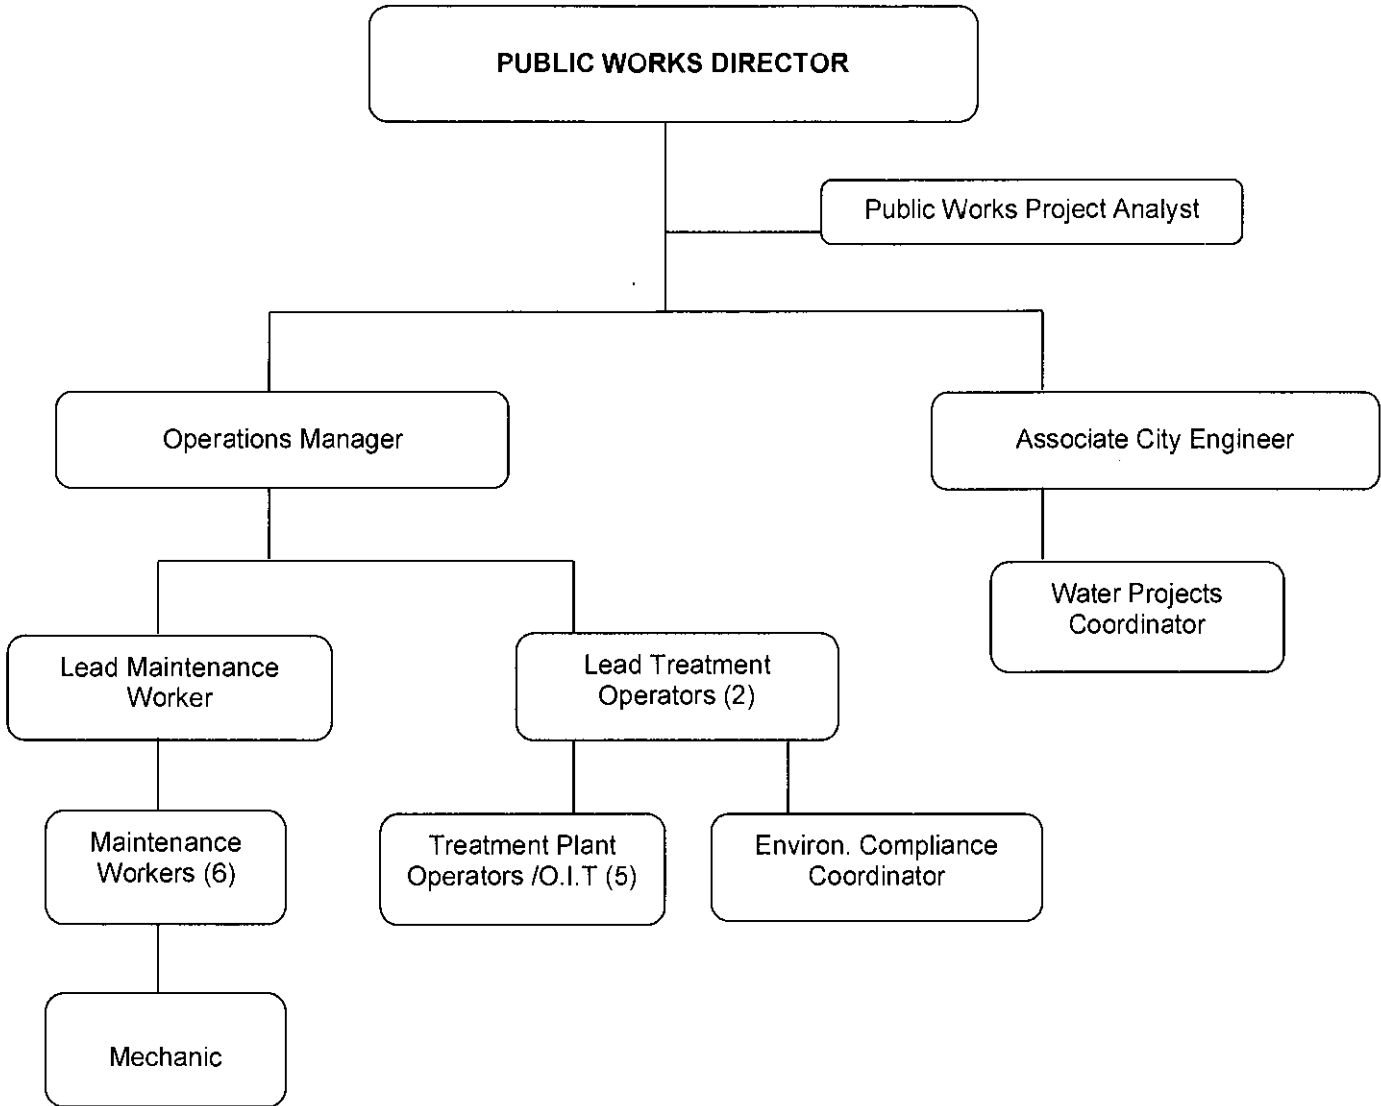 PUBLIC WORKS DIRECTOR
Public Works Project Analyst
Operations Manager
Associate City Engineer
Water Projects
Coordinator
Lead Maintenance
Worker
Lead Treatment
Operators (2)
Maintenance
Workers (6)
Treatment Plant
Operators /O.I.T (5)
Environ. Compliance
Coordinator
Mechanic